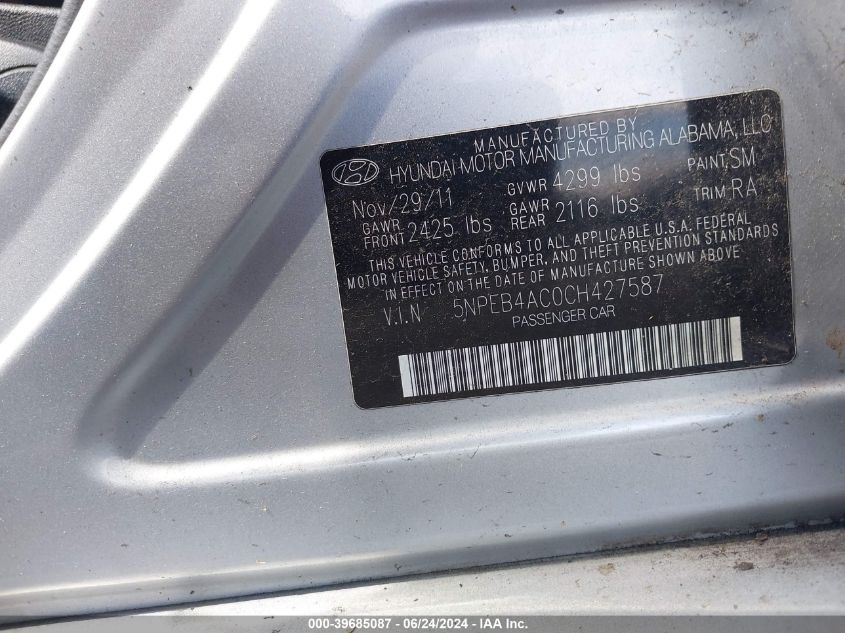 MANUFACTURED BY
HYUNDAI MOTOR MANUFACTURING ALABAMA, LLC
Nov/29/11 GVWR 4299 lbs PAINT SM
GAWR FRONT 2425 lbs GAWR REAR 2116 lbs TRIM RA
THIS VEHICLE CONFORMS TO ALL APPLICABLE U.S.A. FEDERAL
MOTOR VEHICLE SAFETY, BUMPER, AND THEFT PREVENTION STANDARDS
IN EFFECT ON THE DATE OF MANUFACTURE SHOWN ABOVE
V.I.N 5NPEB4AC0CH427587
PASSENGER CAR
000-39685087 - 06/24/2024 - IAAI.COM